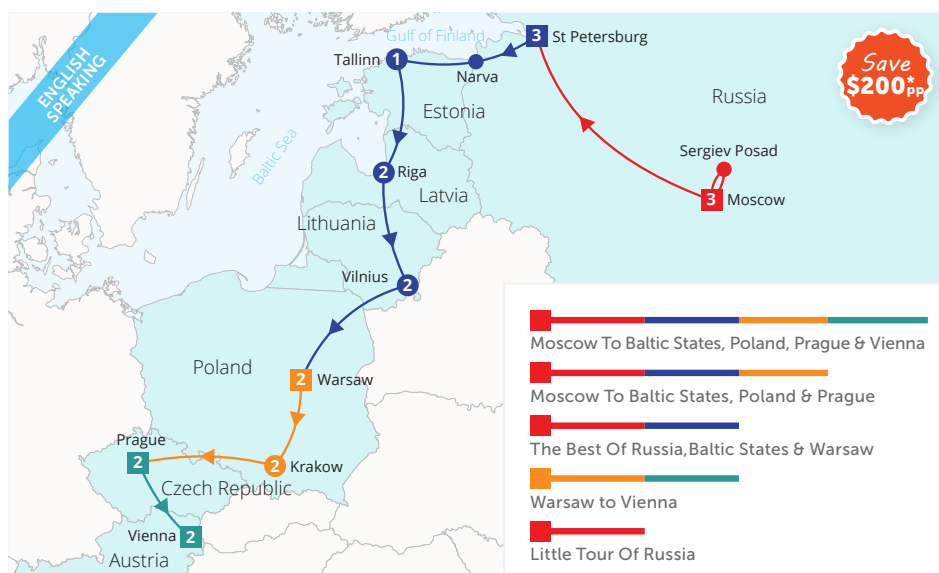 ENGLISH
SPEAKING
Gulf of Finland
3 St Petersburg
Tallinn 1
Narva
Save
$200*pp
Russia
Estonia
Baltic Sea
Sergiev Posad
2 Riga
Latvia
3 Moscow
Lithuania
Vilnius 2
Poland
2 Warsaw
Prague
2
2 Krakow
Czech Republic
Vienna 2
Austria
Moscow To Baltic States, Poland, Prague & Vienna
Moscow To Baltic States, Poland & Prague
The Best Of Russia,Baltic States & Warsaw
Warsaw to Vienna
Little Tour Of Russia